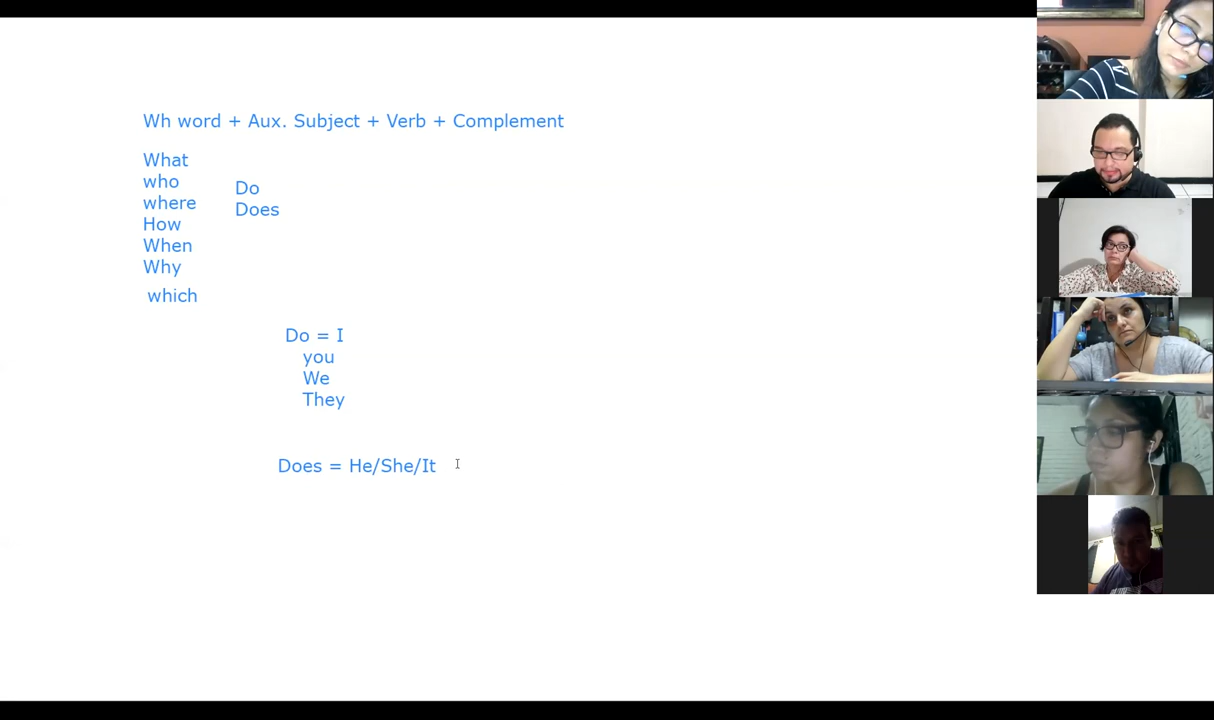 Wh word + Aux. Subject + Verb + Complement
What
who
where
How
When
Why
which
Do
Does
Do = I
you
We
They
Does = He/She/It